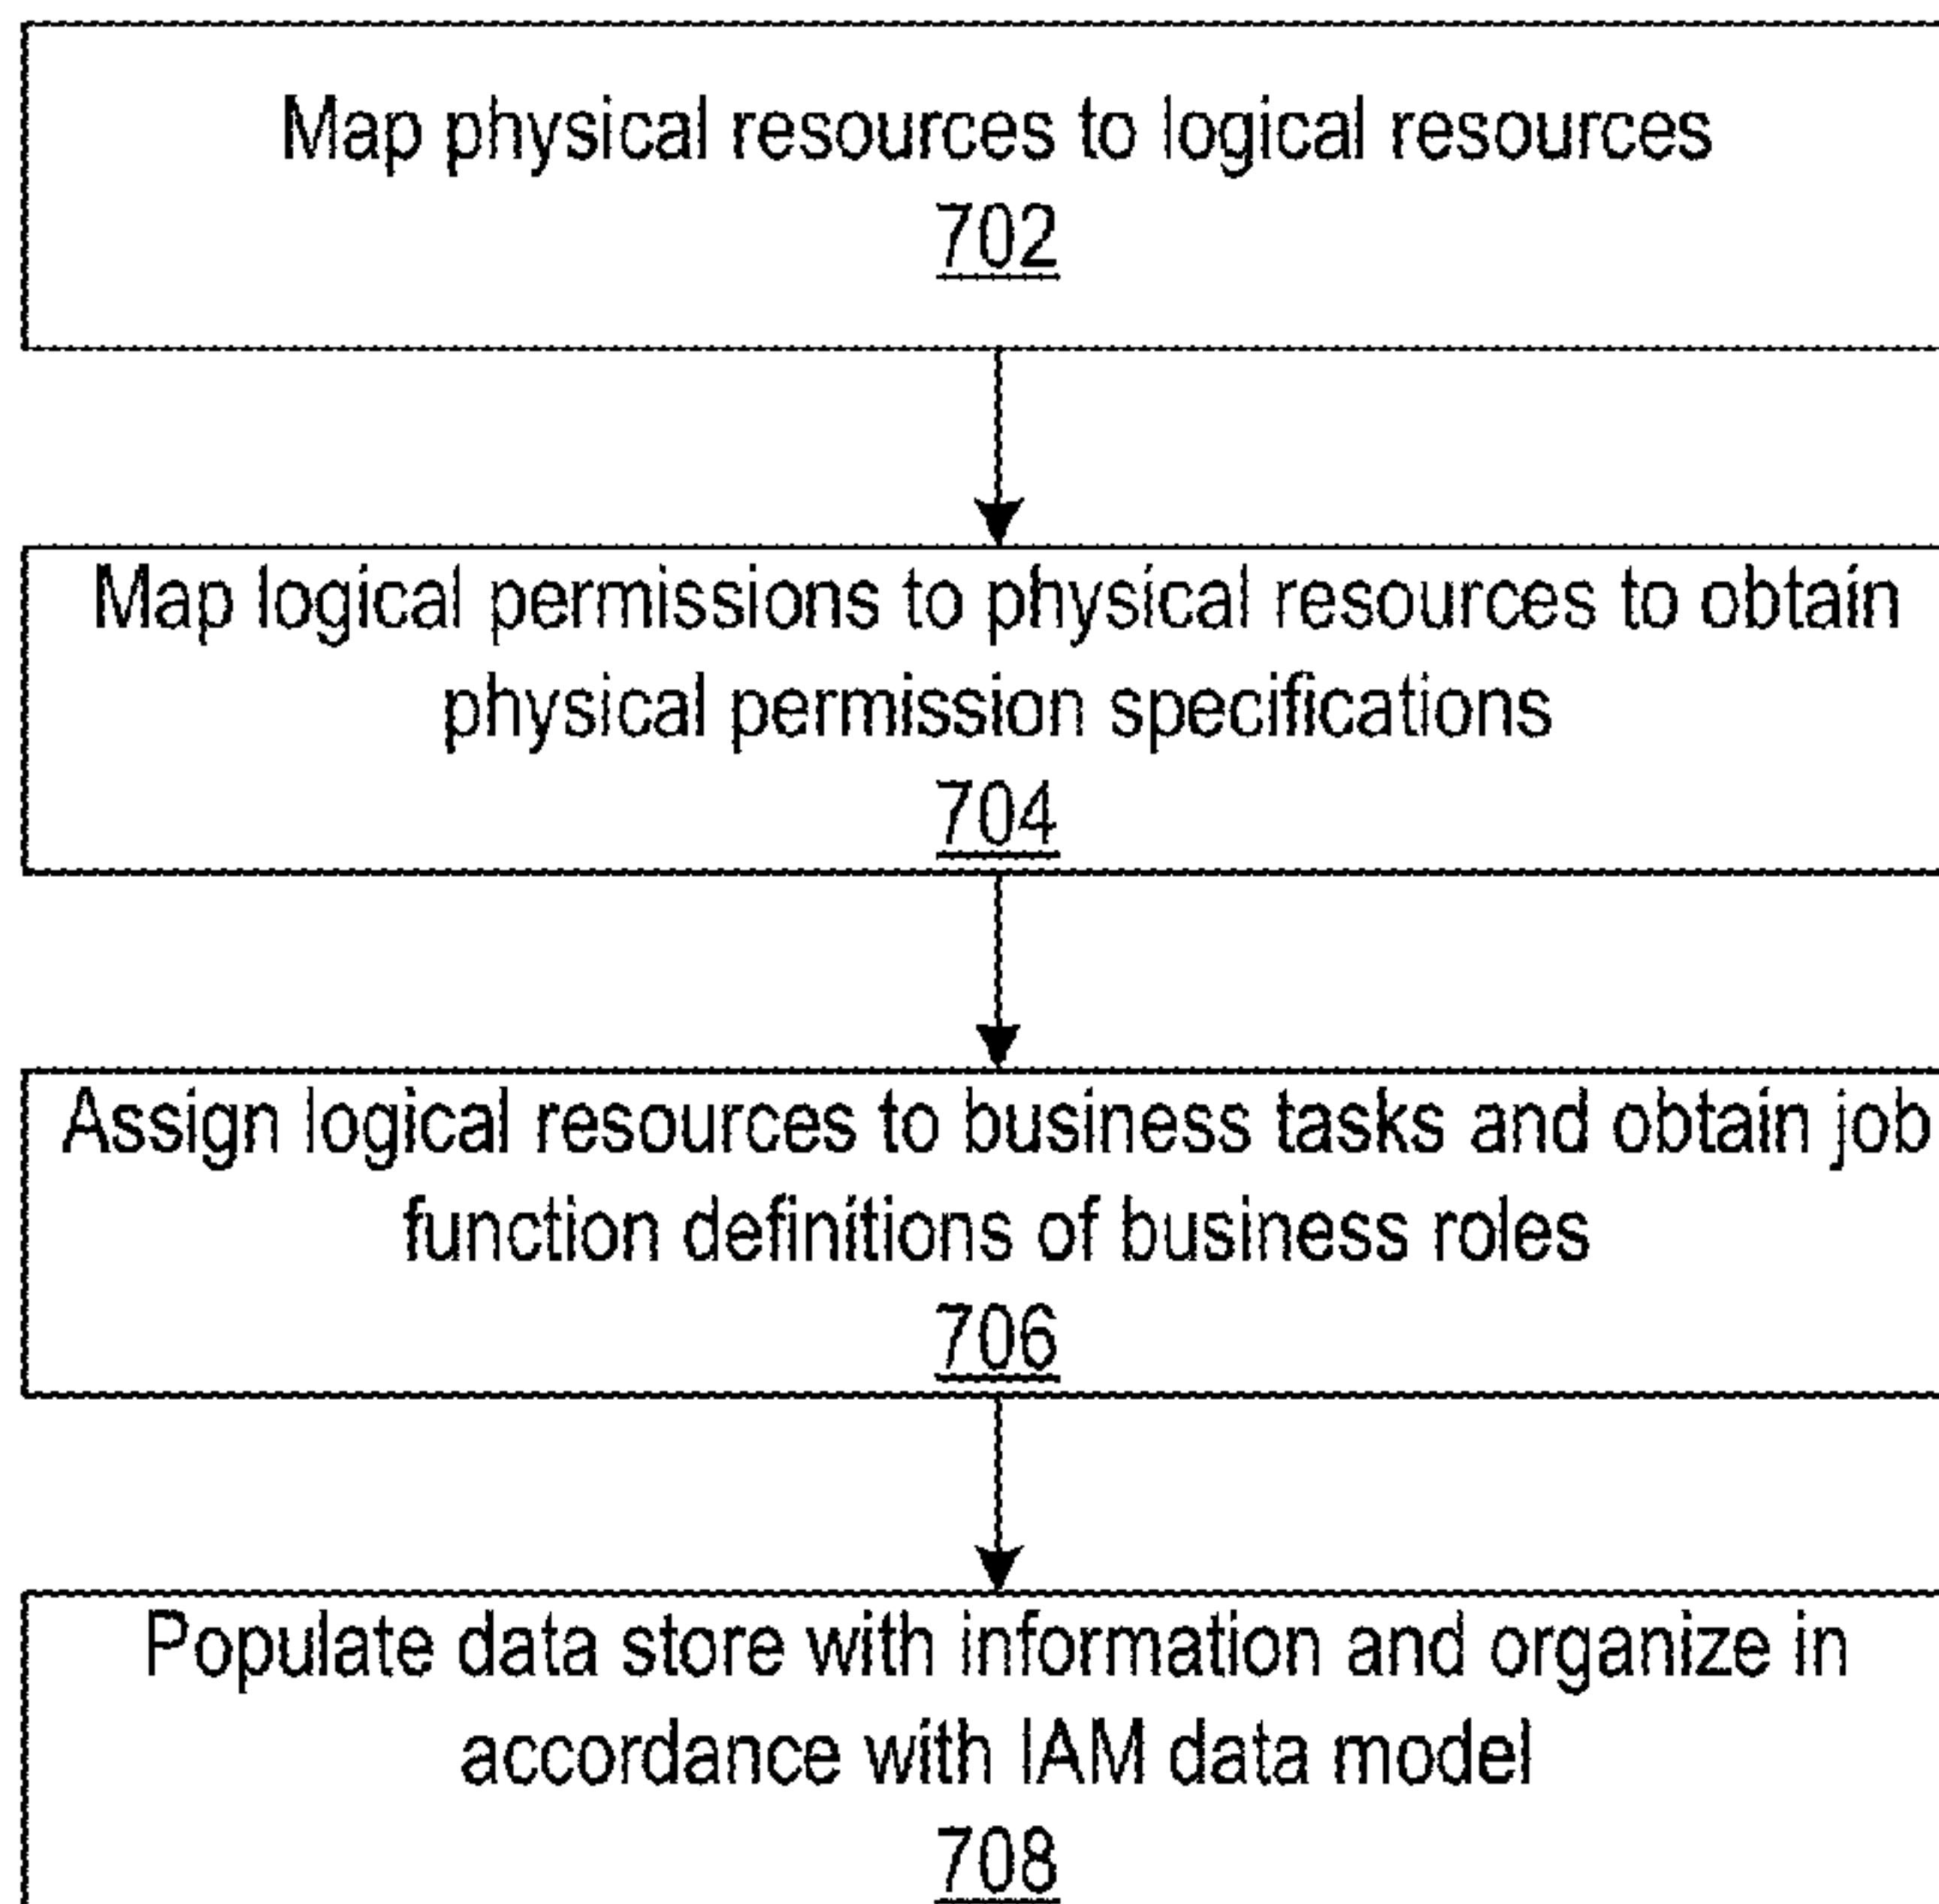 Map physical resources to logical resources
702
Map logical permissions to physical resources to obtain
physical permission specifications
704
Assign logical resources to business tasks and obtain job
function definitions of business roles
706
Populate data store with information and organize in
accordance with IAM data model
708